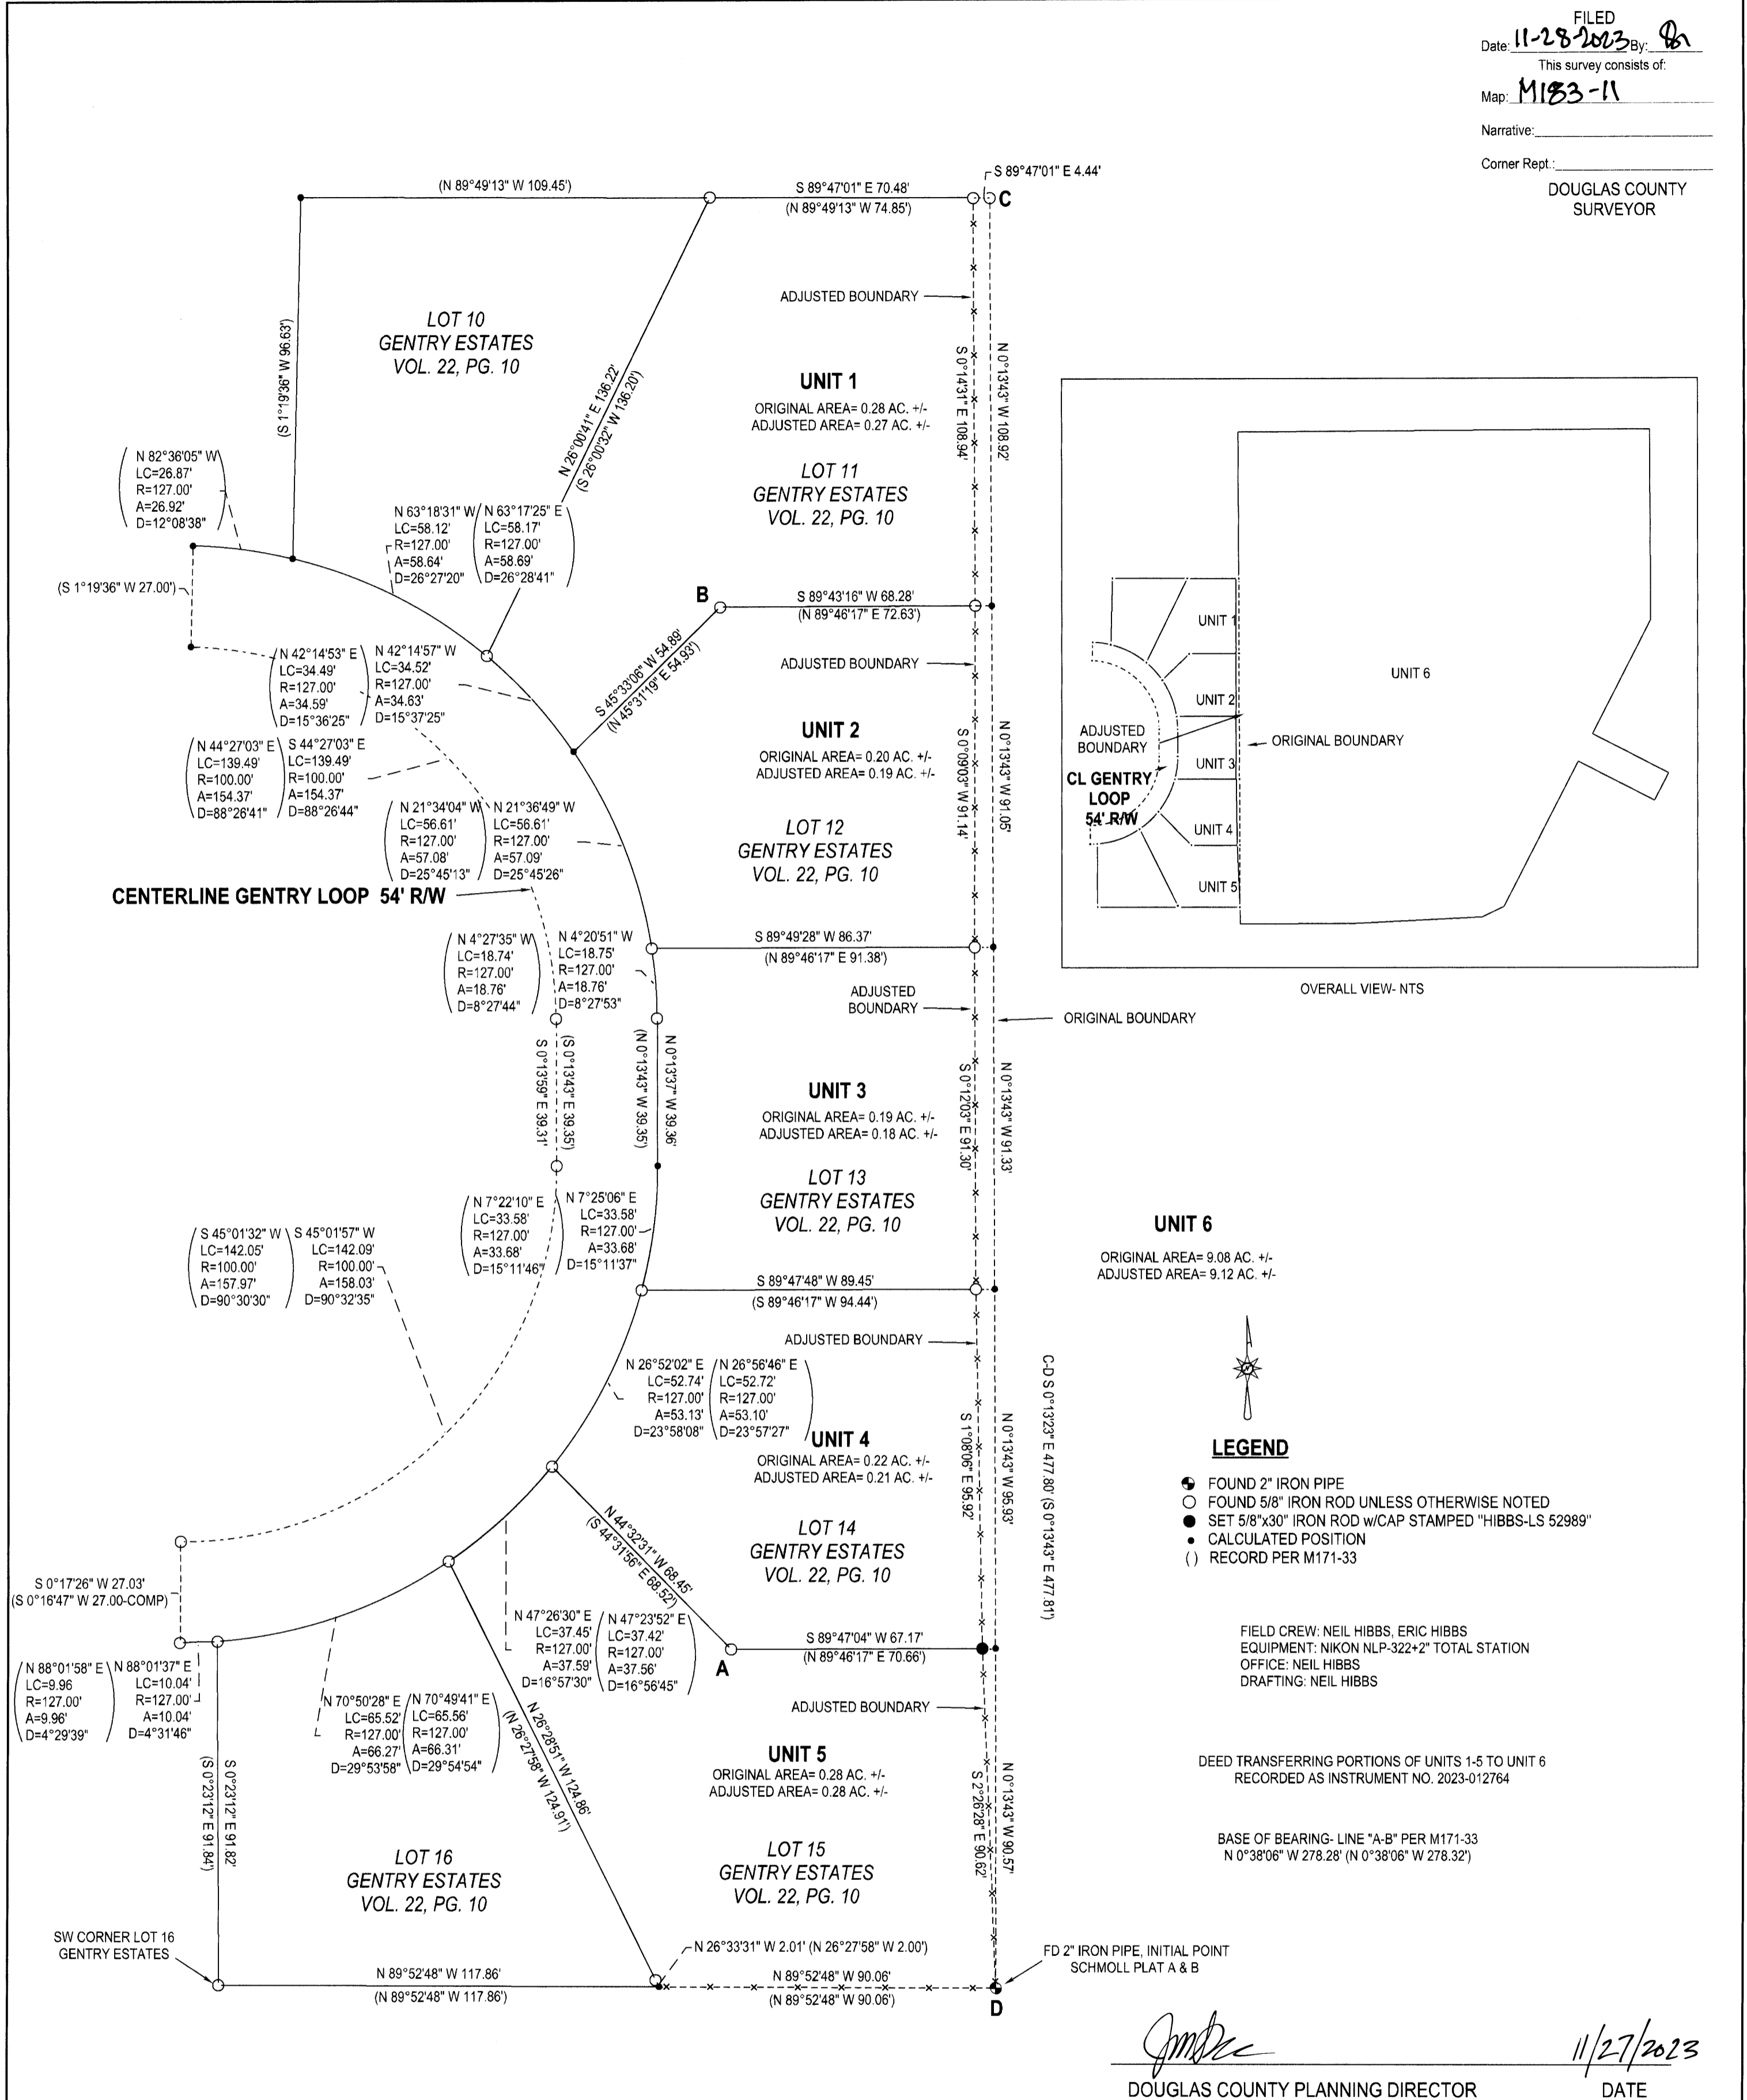 FILED
Date: 11-28-2023 By:
This survey consists of:
Map: M183-11
Narrative:
Corner Rept.:
DOUGLAS COUNTY
SURVEYOR
S 89°47'01" E 4.44'
(N 89°49'13" W 109.45')
S 89°47'01" E 70.48'
(N 89°49'13" W 74.85')
C
ADJUSTED BOUNDARY
LOT 10
GENTRY ESTATES
VOL. 22, PG. 10
(S 1°19'36" W 96.63')
N 26°00'41" E 136.22'
(S 26°00'32" W 136.20')
UNIT 1
ORIGINAL AREA= 0.28 AC. +/-
ADJUSTED AREA= 0.27 AC. +/-
S 0°14'31" E 108.94'
N 0°13'43" W 108.92'
LOT 11
GENTRY ESTATES
VOL. 22, PG. 10
N 82°36'05" W
LC=26.87'
R=127.00'
A=26.92'
D=12°08'38"
N 63°18'31" W
LC=58.12'
R=127.00'
A=58.64'
D=26°27'20"
N 63°17'25" E
LC=58.17'
R=127.00'
A=58.69'
D=26°28'41"
(S 1°19'36" W 27.00')
B
S 89°43'16" W 68.28'
(N 89°46'17" E 72.63')
S 45°33'06" W 54.89'
(N 45°31'19" E 54.93')
ADJUSTED BOUNDARY
N 42°14'53" E
LC=34.49'
R=127.00'
A=34.59'
D=15°36'25"
N 42°14'57" W
LC=34.52'
R=127.00'
A=34.63'
D=15°37'25"
UNIT 2
ORIGINAL AREA= 0.20 AC. +/-
ADJUSTED AREA= 0.19 AC. +/-
S 0°09'03" W 91.14'
N 0°13'43" W 91.05'
N 44°27'03" E
LC=139.49'
R=100.00'
A=154.37'
D=88°26'41"
S 44°27'03" E
LC=139.49'
R=100.00'
A=154.37'
D=88°26'44"
N 21°34'04" W
LC=56.61'
R=127.00'
A=57.08'
D=25°45'13"
N 21°36'49" W
LC=56.61'
R=127.00'
A=57.09'
D=25°45'26"
LOT 12
GENTRY ESTATES
VOL. 22, PG. 10
CENTERLINE GENTRY LOOP 54' R/W
S 89°49'28" W 86.37'
(N 89°46'17" E 91.38')
N 4°27'35" W
LC=18.74'
R=127.00'
A=18.76'
D=8°27'44"
N 4°20'51" W
LC=18.75'
R=127.00'
A=18.76'
D=8°27'53"
ADJUSTED
BOUNDARY
ORIGINAL BOUNDARY
S 0°13'59" E 39.31'
(S 0°13'43" E 39.35')
(N 0°13'43" W 39.35')
N 0°13'37" W 39.36'
UNIT 3
ORIGINAL AREA= 0.19 AC. +/-
ADJUSTED AREA= 0.18 AC. +/-
S 0°12'03" E 91.30'
N 0°13'43" W 91.33'
LOT 13
GENTRY ESTATES
VOL. 22, PG. 10
N 7°22'10" E
LC=33.58'
R=127.00'
A=33.68'
D=15°11'46"
N 7°25'06" E
LC=33.58'
R=127.00'
A=33.68'
D=15°11'37"
S 45°01'32" W
LC=142.05'
R=100.00'
A=157.97'
D=90°30'30"
S 45°01'57" W
LC=142.09'
R=100.00'
A=158.03'
D=90°32'35"
S 89°47'48" W 89.45'
(S 89°46'17" W 94.44')
ADJUSTED BOUNDARY
N 26°52'02" E
LC=52.74'
R=127.00'
A=53.13'
D=23°58'08"
N 26°56'46" E
LC=52.72'
R=127.00'
A=53.10'
D=23°57'27"
UNIT 4
ORIGINAL AREA= 0.22 AC. +/-
ADJUSTED AREA= 0.21 AC. +/-
S 1°08'06" E 95.92'
N 0°13'43" W 95.93'
C-D S 0°13'23" E 477.80' (S 0°13'43" E 477.81')
LOT 14
GENTRY ESTATES
VOL. 22, PG. 10
N 44°32'31" W 68.45'
(S 44°31'56" E 68.52')
S 0°17'26" W 27.03'
(S 0°16'47" W 27.00-COMP)
N 47°26'30" E
LC=37.45'
R=127.00'
A=37.59'
D=16°57'30"
N 47°23'52" E
LC=37.42'
R=127.00'
A=37.56'
D=16°56'45"
S 89°47'04" W 67.17'
(N 89°46'17" E 70.66')
A
N 88°01'58" E
LC=9.96
R=127.00'
A=9.96'
D=4°29'39"
N 88°01'37" E
LC=10.04'
R=127.00'
A=10.04'
D=4°31'46"
N 70°50'28" E
LC=65.52'
R=127.00'
A=66.27'
D=29°53'58"
N 70°49'41" E
LC=65.56'
R=127.00'
A=66.31'
D=29°54'54"
ADJUSTED BOUNDARY
UNIT 5
ORIGINAL AREA= 0.28 AC. +/-
ADJUSTED AREA= 0.28 AC. +/-
N 26°28'51" W 124.86'
(N 26°27'58" W 124.91')
S 2°26'28" E 90.62'
N 0°13'43" W 90.57'
(S 0°23'12" E 91.84')
S 0°23'12" E 91.82'
LOT 16
GENTRY ESTATES
VOL. 22, PG. 10
LOT 15
GENTRY ESTATES
VOL. 22, PG. 10
SW CORNER LOT 16
GENTRY ESTATES
N 26°33'31" W 2.01' (N 26°27'58" W 2.00')
N 89°52'48" W 117.86'
(N 89°52'48" W 117.86')
N 89°52'48" W 90.06'
(N 89°52'48" W 90.06')
D
FD 2" IRON PIPE, INITIAL POINT
SCHMOLL PLAT A & B
UNIT 1
UNIT 2
UNIT 3
UNIT 4
UNIT 5
UNIT 6
ADJUSTED
BOUNDARY
ORIGINAL BOUNDARY
CL GENTRY
LOOP
54' R/W
OVERALL VIEW- NTS
UNIT 6
ORIGINAL AREA= 9.08 AC. +/-
ADJUSTED AREA= 9.12 AC. +/-
LEGEND
FOUND 2" IRON PIPE
FOUND 5/8" IRON ROD UNLESS OTHERWISE NOTED
SET 5/8"x30" IRON ROD w/CAP STAMPED "HIBBS-LS 52989"
CALCULATED POSITION
( ) RECORD PER M171-33
FIELD CREW: NEIL HIBBS, ERIC HIBBS
EQUIPMENT: NIKON NLP-322+2" TOTAL STATION
OFFICE: NEIL HIBBS
DRAFTING: NEIL HIBBS
DEED TRANSFERRING PORTIONS OF UNITS 1-5 TO UNIT 6
RECORDED AS INSTRUMENT NO. 2023-012764
BASE OF BEARING- LINE "A-B" PER M171-33
N 0°38'06" W 278.28' (N 0°38'06" W 278.32')
11/27/2023
DOUGLAS COUNTY PLANNING DIRECTOR
DATE